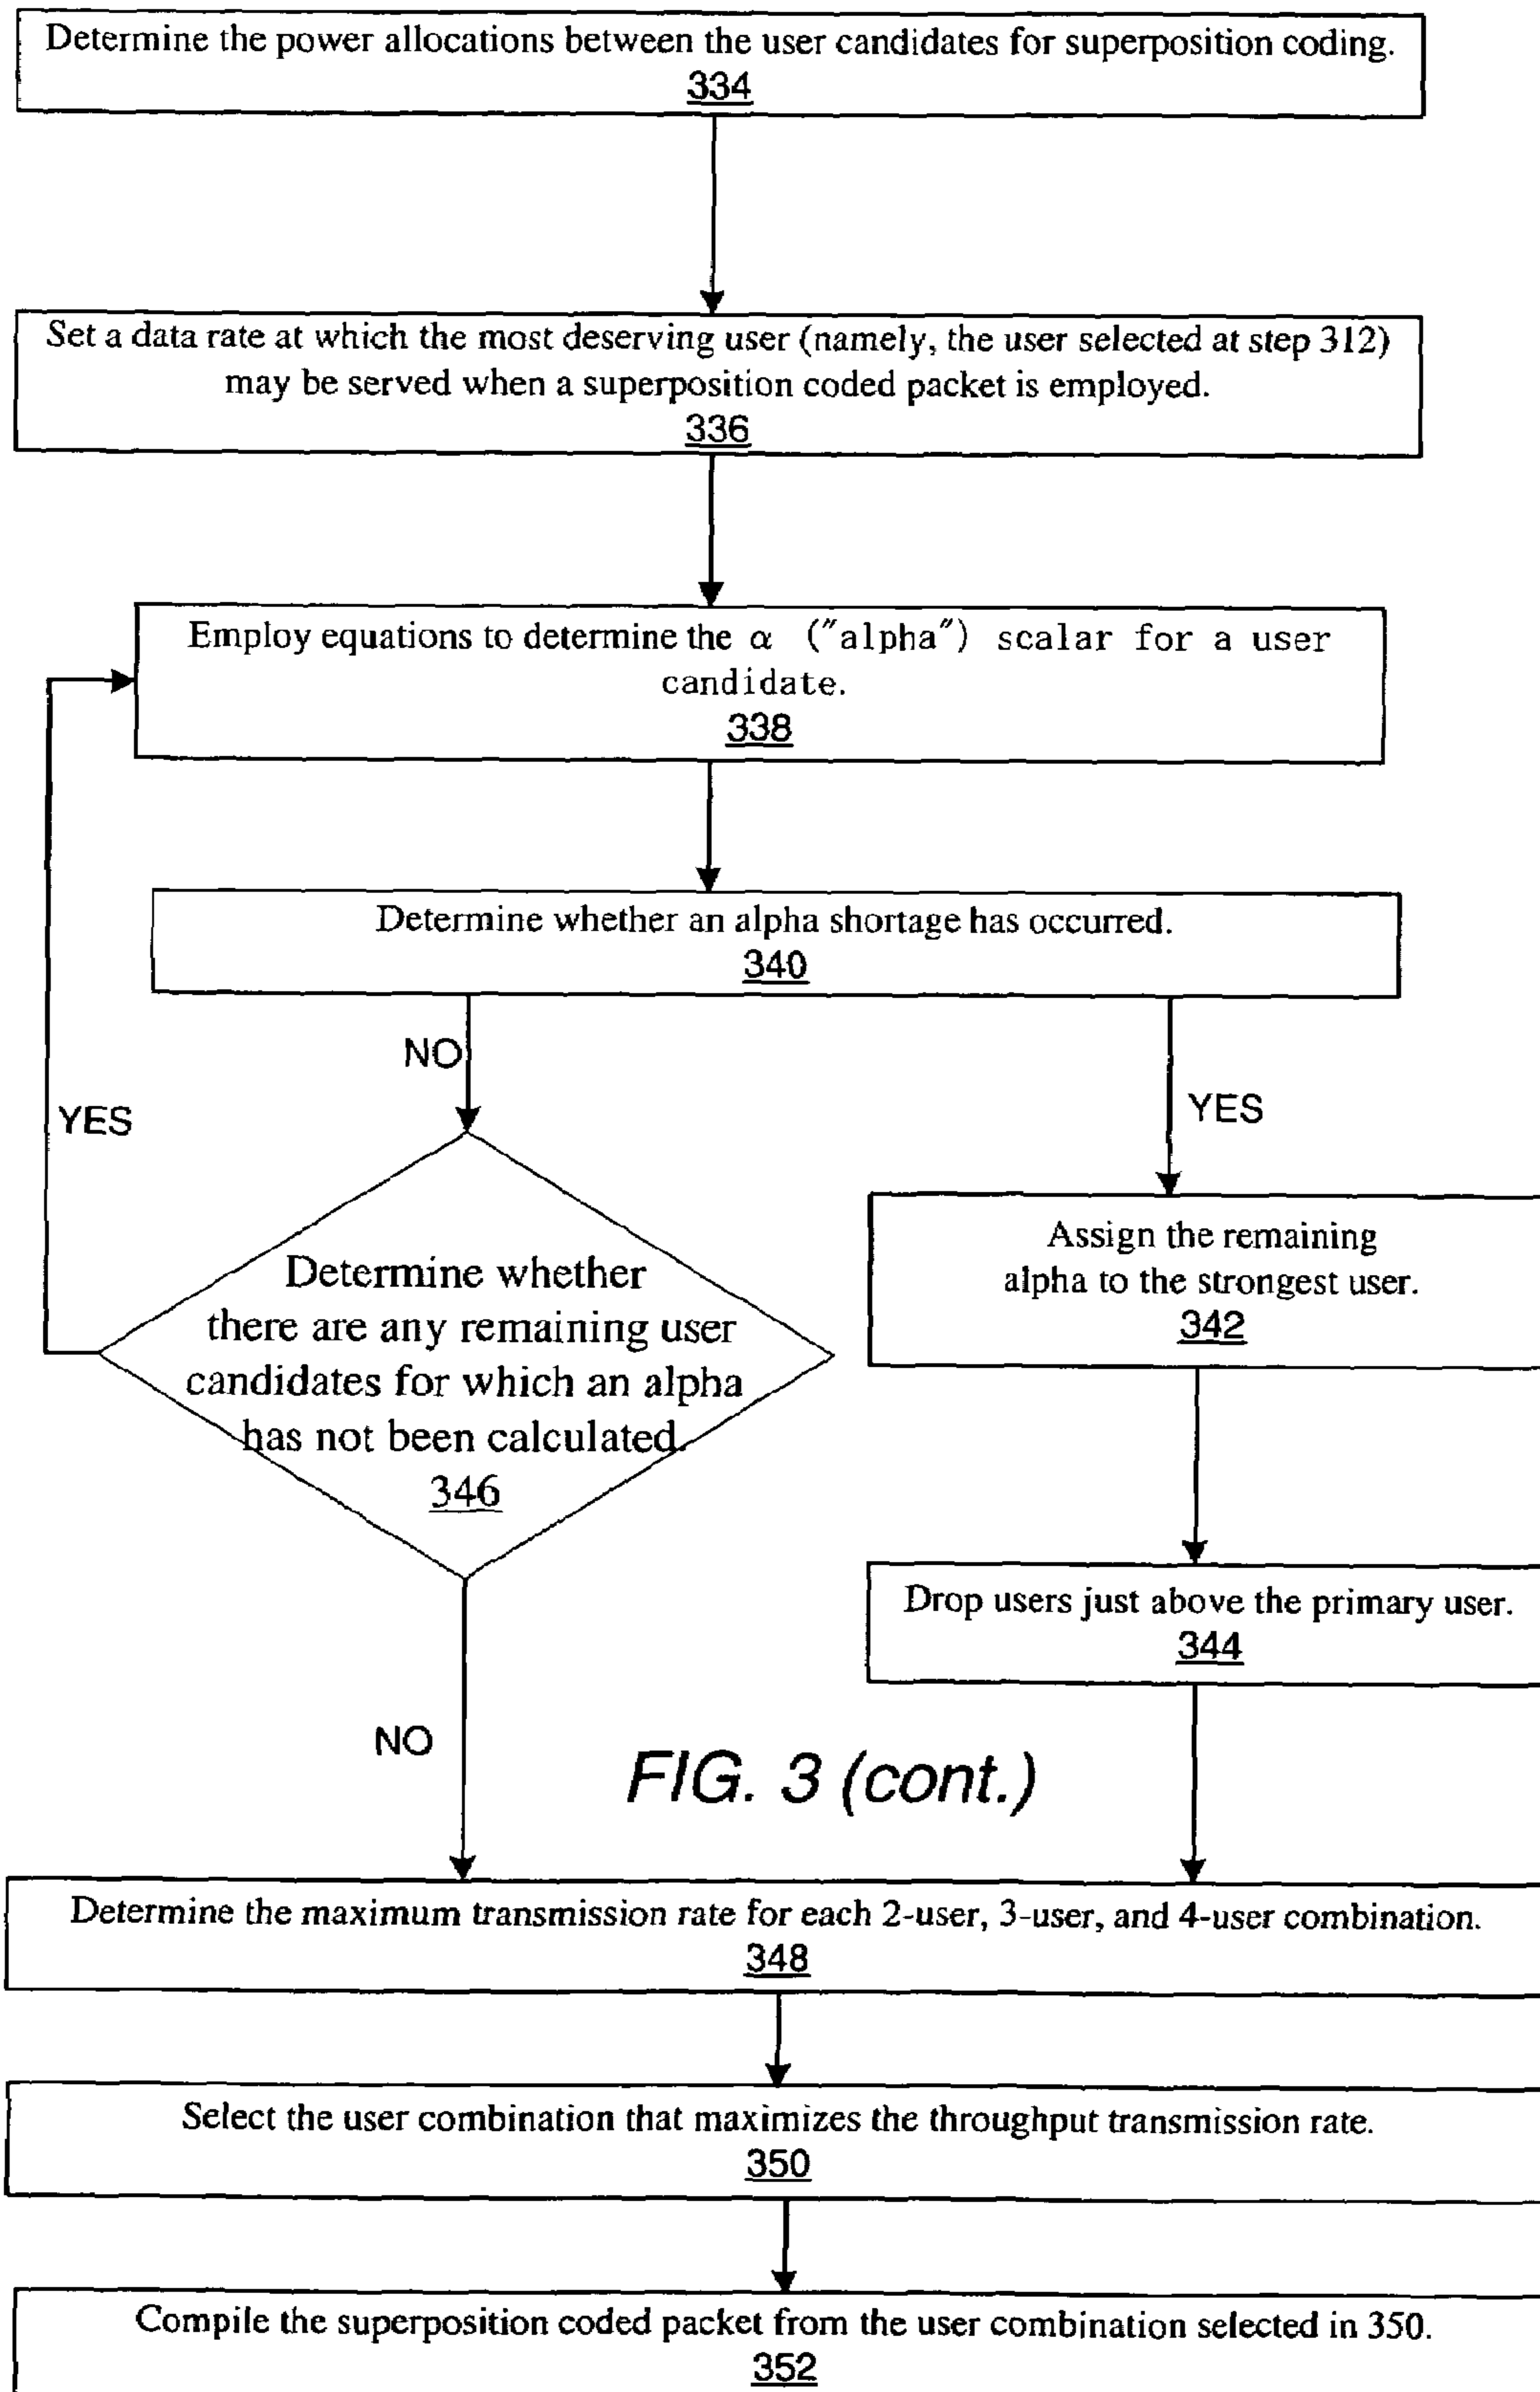 Determine the power allocations between the user candidates for superposition coding.
334
Set a data rate at which the most deserving user (namely, the user selected at step 312)
may be served when a superposition coded packet is employed.
336
Employ equations to determine the α ("alpha") scalar for a user
candidate.
338
Determine whether an alpha shortage has occurred.
340
NO
YES
YES
Determine whether
there are any remaining user
candidates for which an alpha
has not been calculated.
346
Assign the remaining
alpha to the strongest user.
342
Drop users just above the primary user.
344
NO
FIG. 3 (cont.)
Determine the maximum transmission rate for each 2-user, 3-user, and 4-user combination.
348
Select the user combination that maximizes the throughput transmission rate.
350
Compile the superposition coded packet from the user combination selected in 350.
352